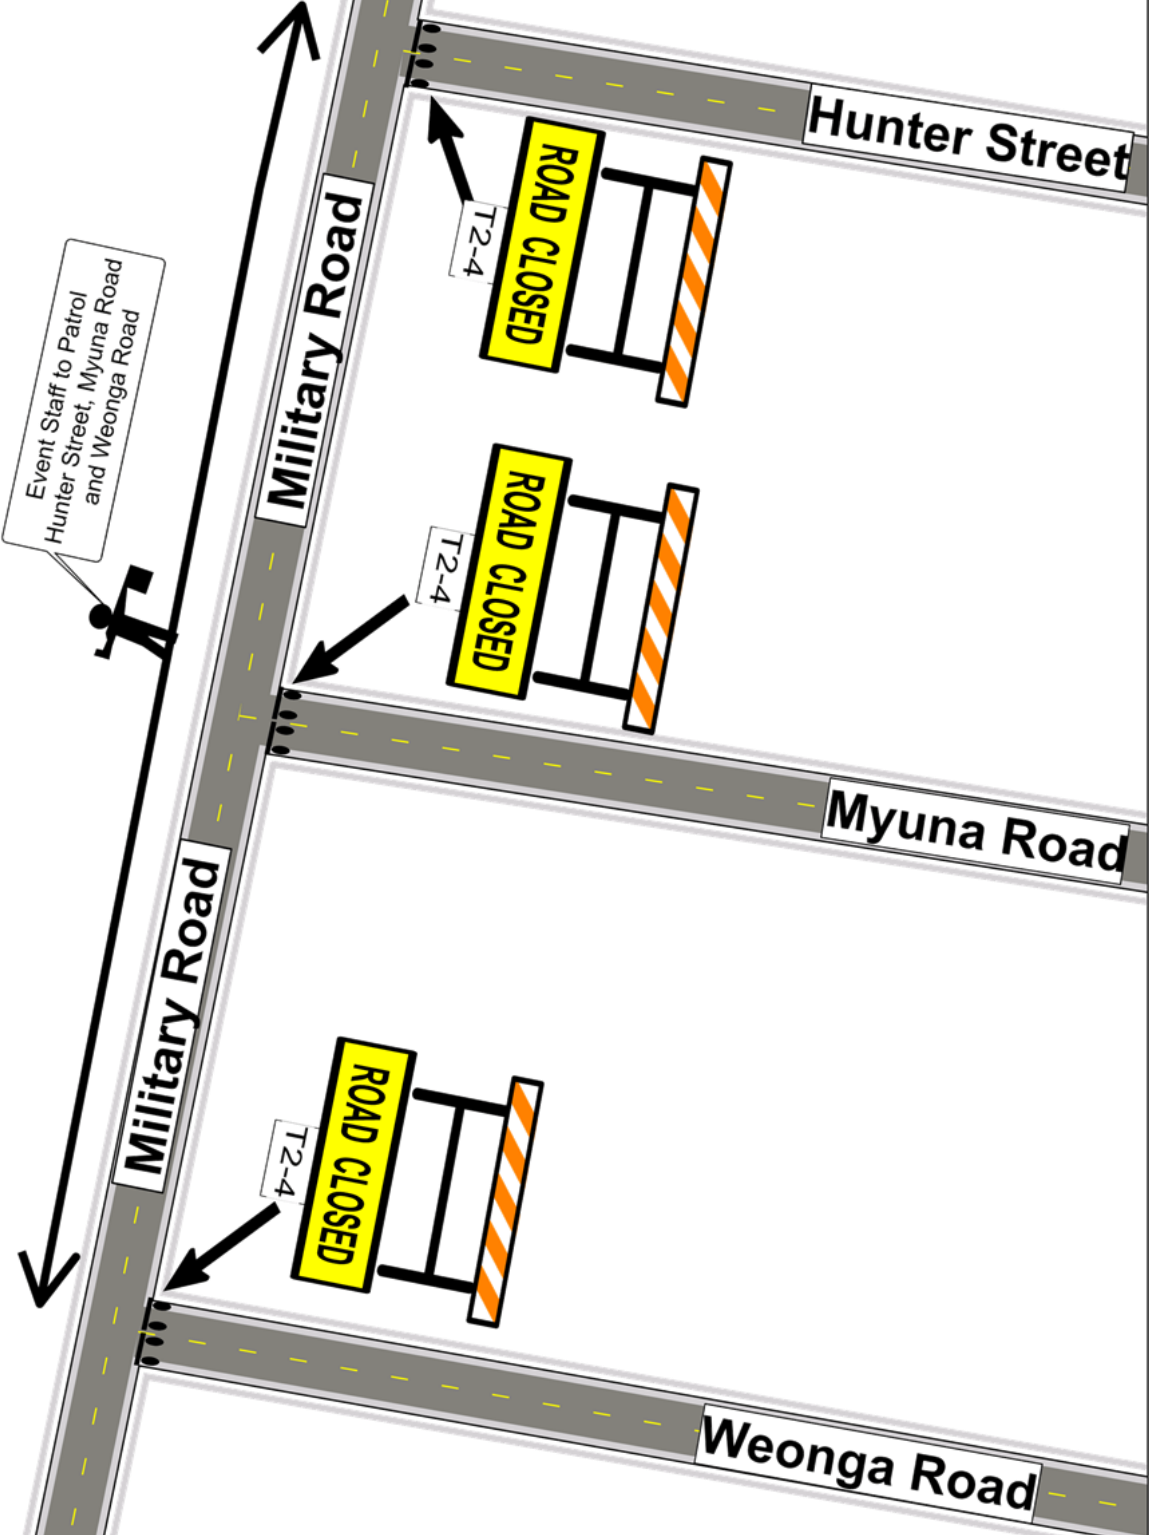 Hunter Street
ROAD CLOSED
T2-4
Military Road
Event Staff to Patrol
Hunter Street, Myuna Road
and Weonga Road
ROAD CLOSED
T2-4
Myuna Road
Military Road
ROAD CLOSED
T2-4
Weonga Road